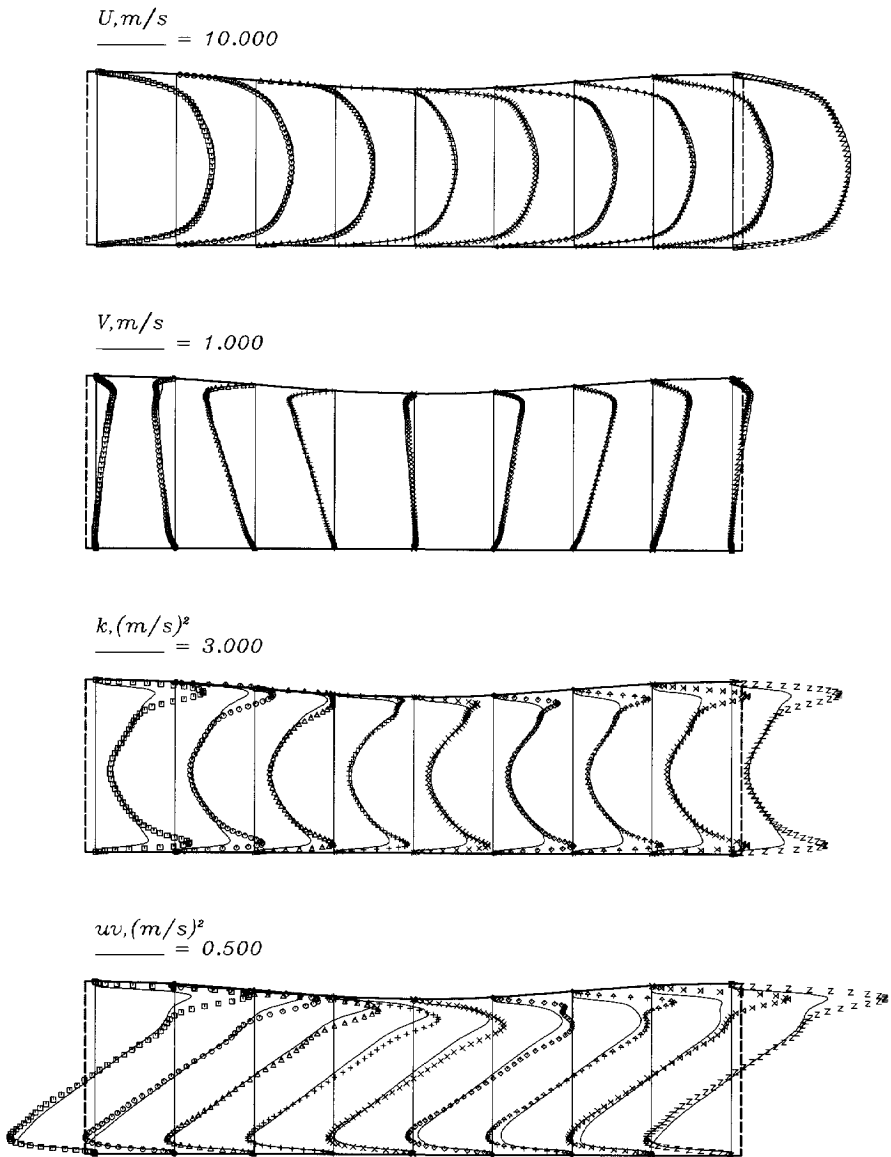 U,m/s
= 10.000
V,m/s
= 1.000
k,(m/s)²
= 3.000
uv,(m/s)²
= 0.500